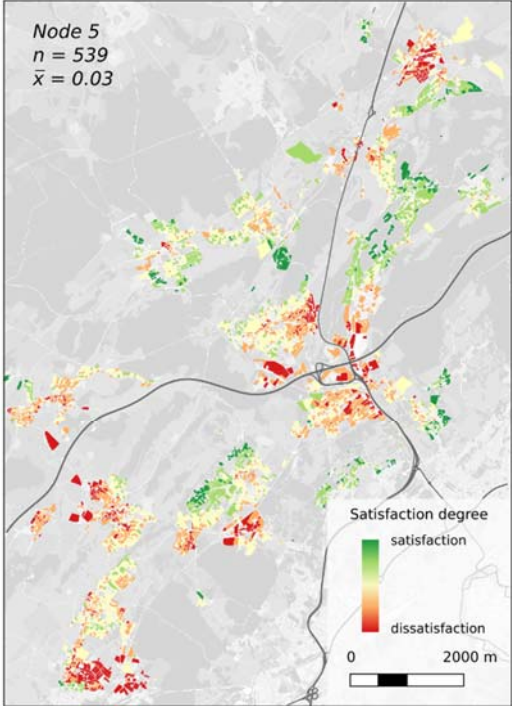 Node 5
n = 539
x̄ = 0.03
Satisfaction degree
satisfaction
dissatisfaction
0 2000 m